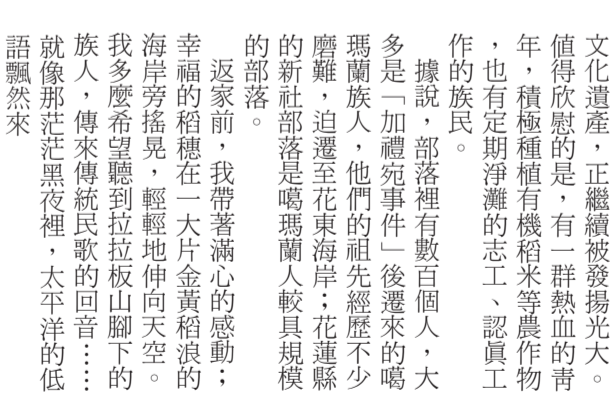 文化遺產，正繼續被發揚光大。
值得欣慰的是，有一群熱血的青
年，積極種植有機稻米等農作物
，也有定期淨灘的志工、認真工
作的族民。
據說，部落裡有數百個人，大
多是「加禮宛事件」後遷來的噶
瑪蘭族人，他們的祖先經歷不少
磨難，迫遷至花東海岸；花蓮縣
的新社部落是噶瑪蘭人較具規模
的部落。
返家前，我帶著滿心的感動；
幸福的稻穗在一大片金黃稻浪的
海岸旁搖晃，輕輕地伸向天空。
我多麼希望聽到拉拉板山腳下的
族人，傳來傳統民歌的回音……
就像那茫茫黑夜裡，太平洋的低
語飄然來